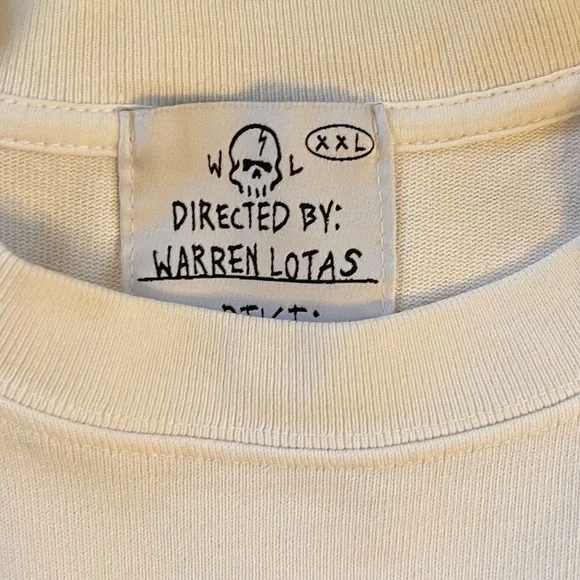 W L XXL
DIRECTED BY:
WARREN LOTAS